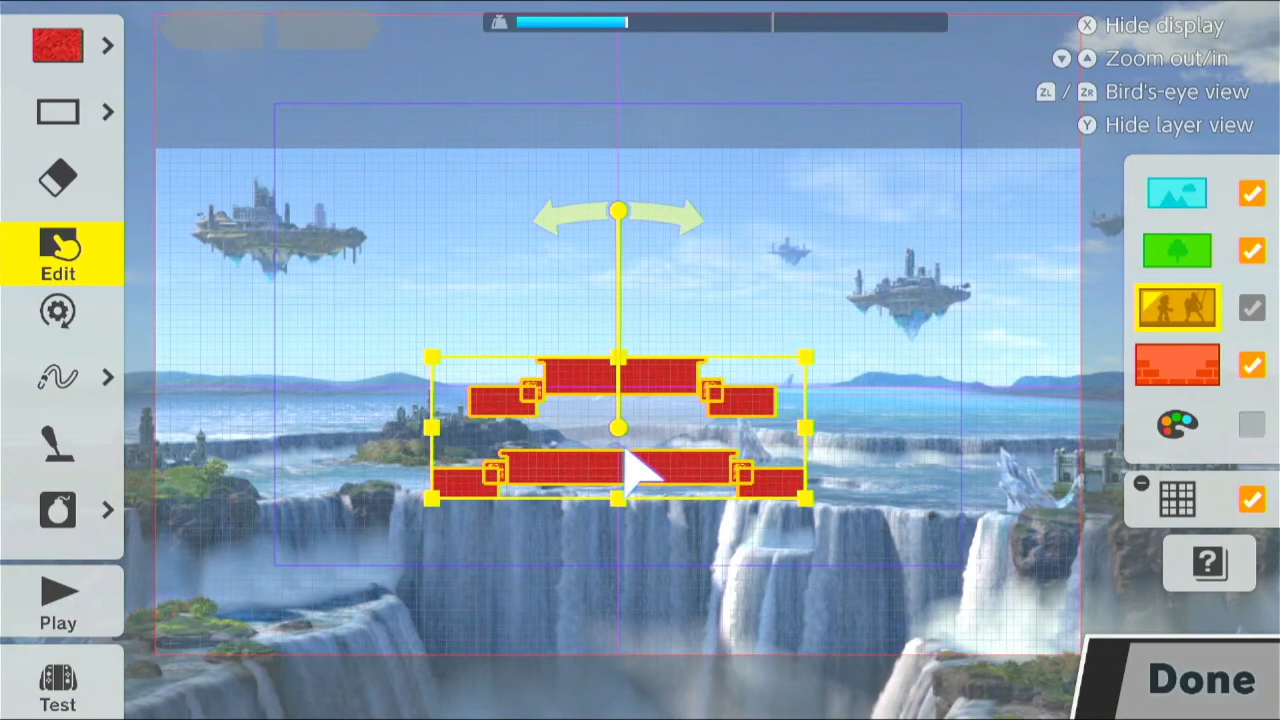 X Hide display
Zoom out/in
ZL / ZR Bird's-eye view
Y Hide layer view
Edit
?
Play
Test
Done